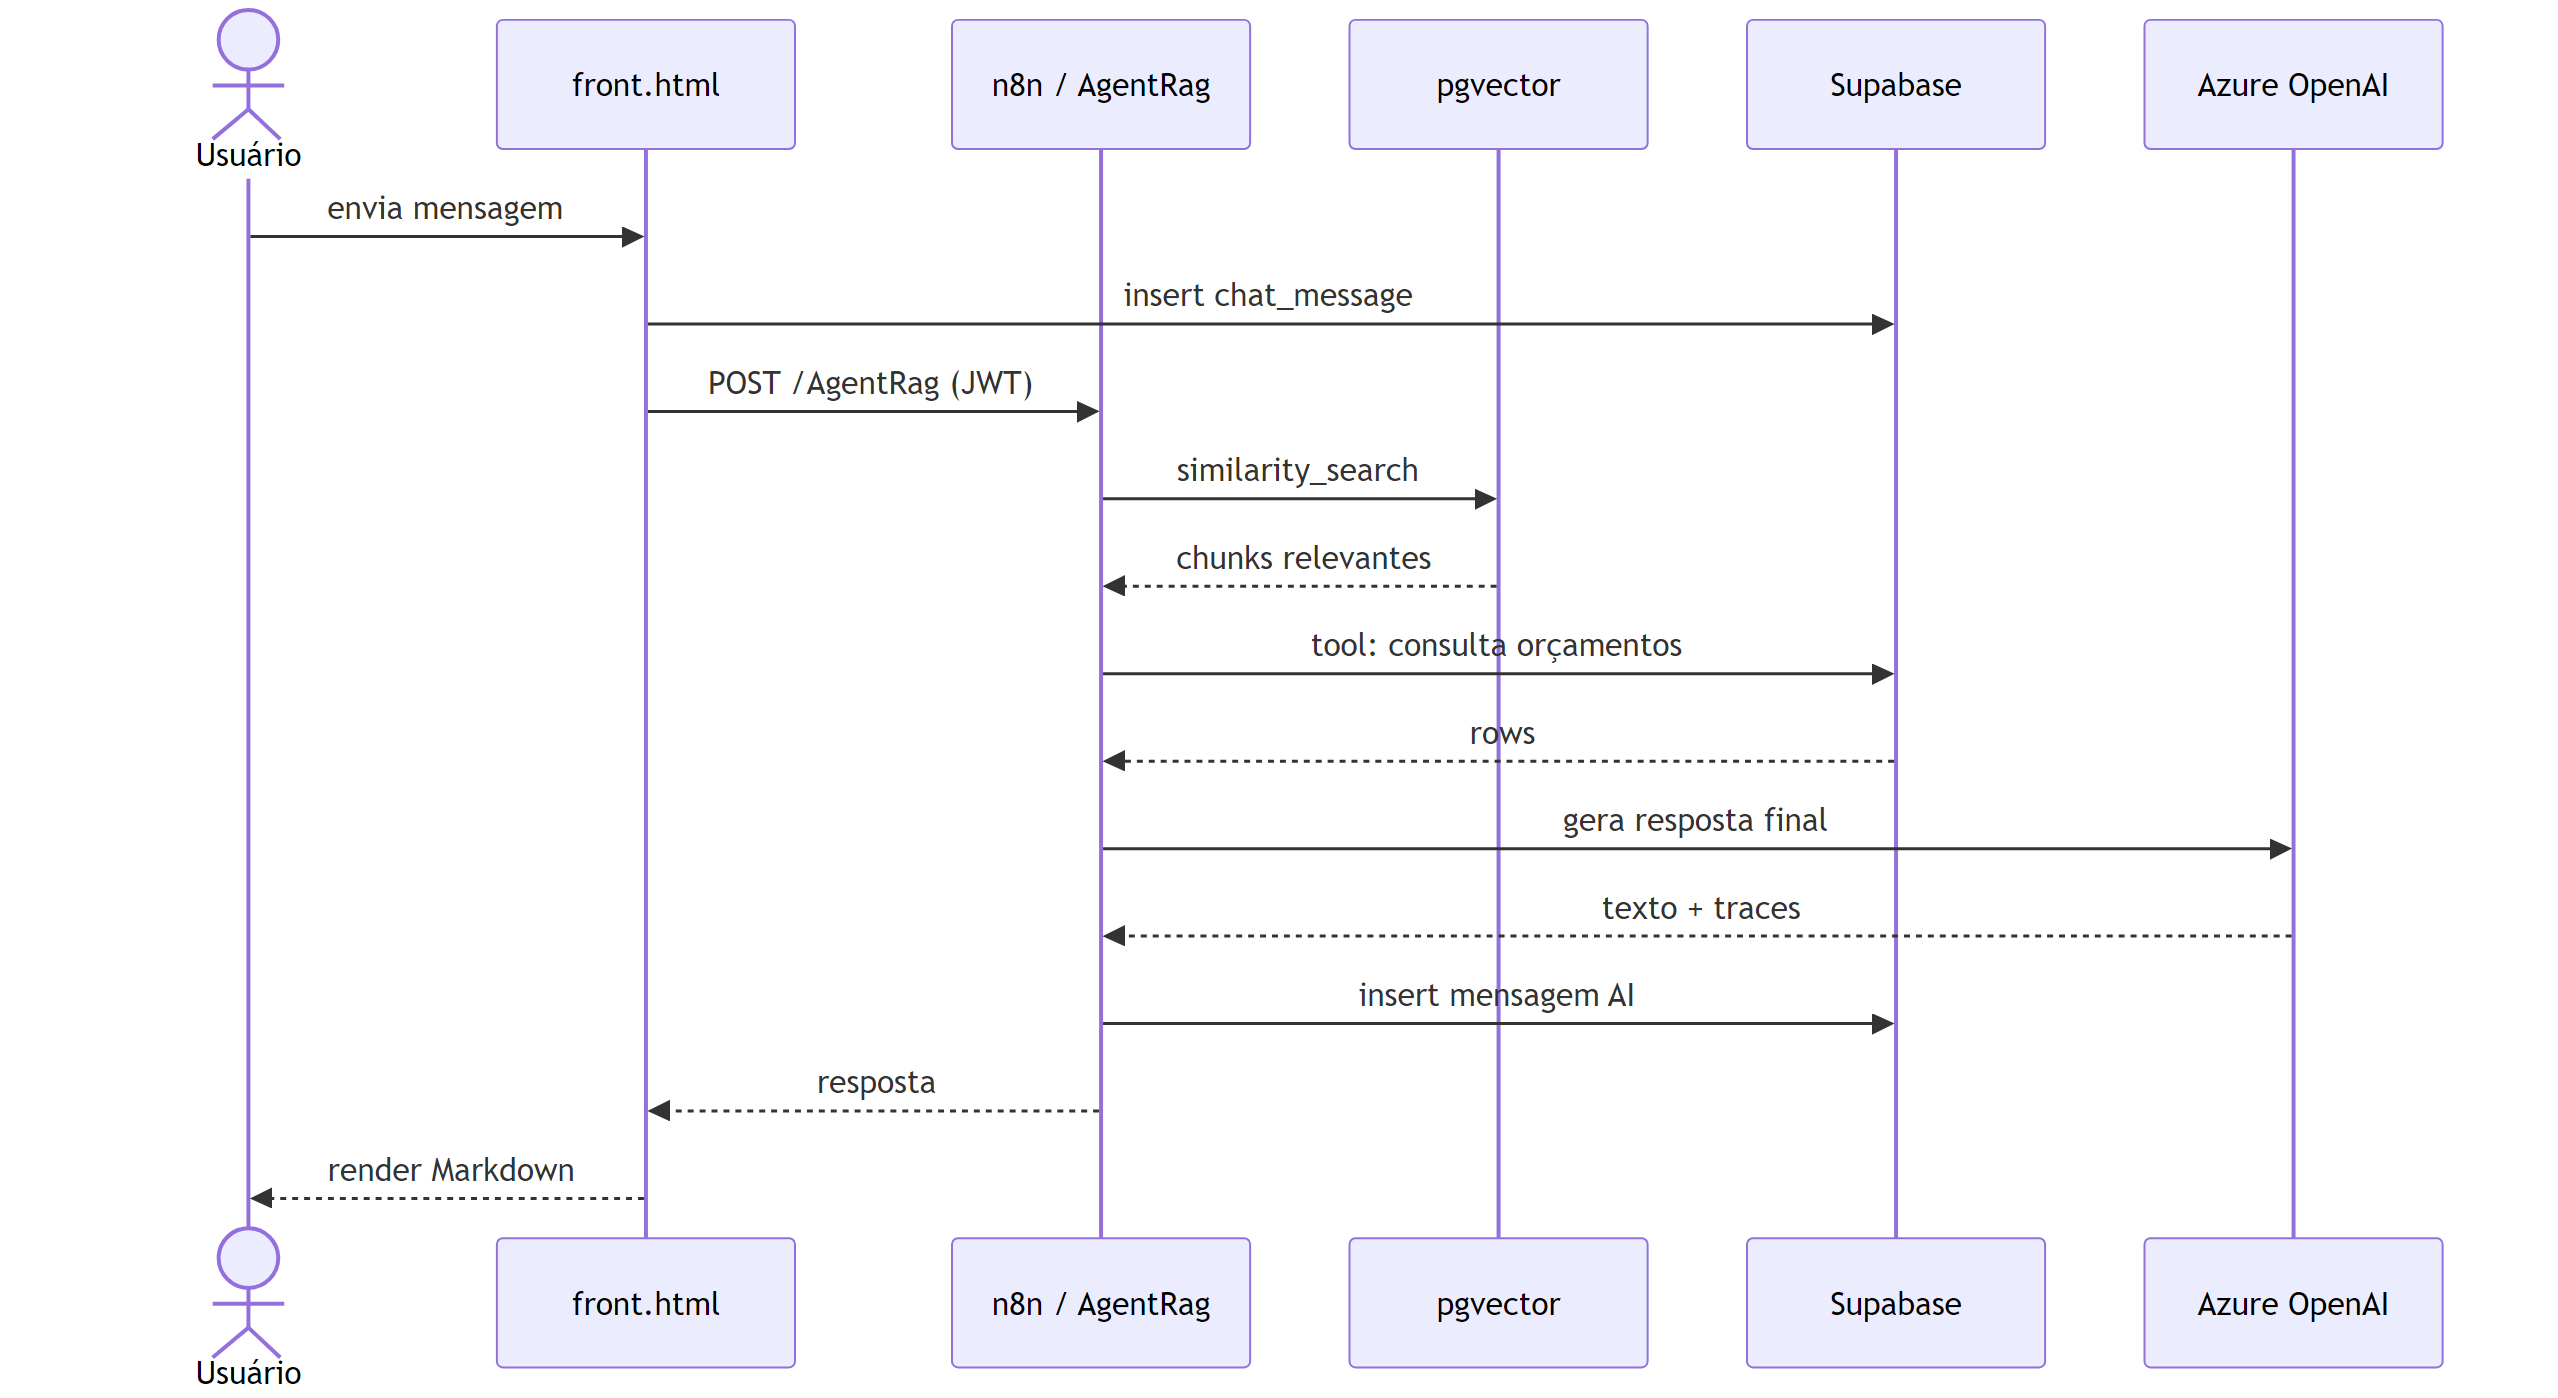 Usuário
front.html
n8n / AgentRag
pgvector
Supabase
Azure OpenAI
envia mensagem
insert chat_message
POST /AgentRag (JWT)
similarity_search
chunks relevantes
tool: consulta orçamentos
rows
gera resposta final
texto + traces
insert mensagem AI
resposta
render Markdown
Usuário
front.html
n8n / AgentRag
pgvector
Supabase
Azure OpenAI